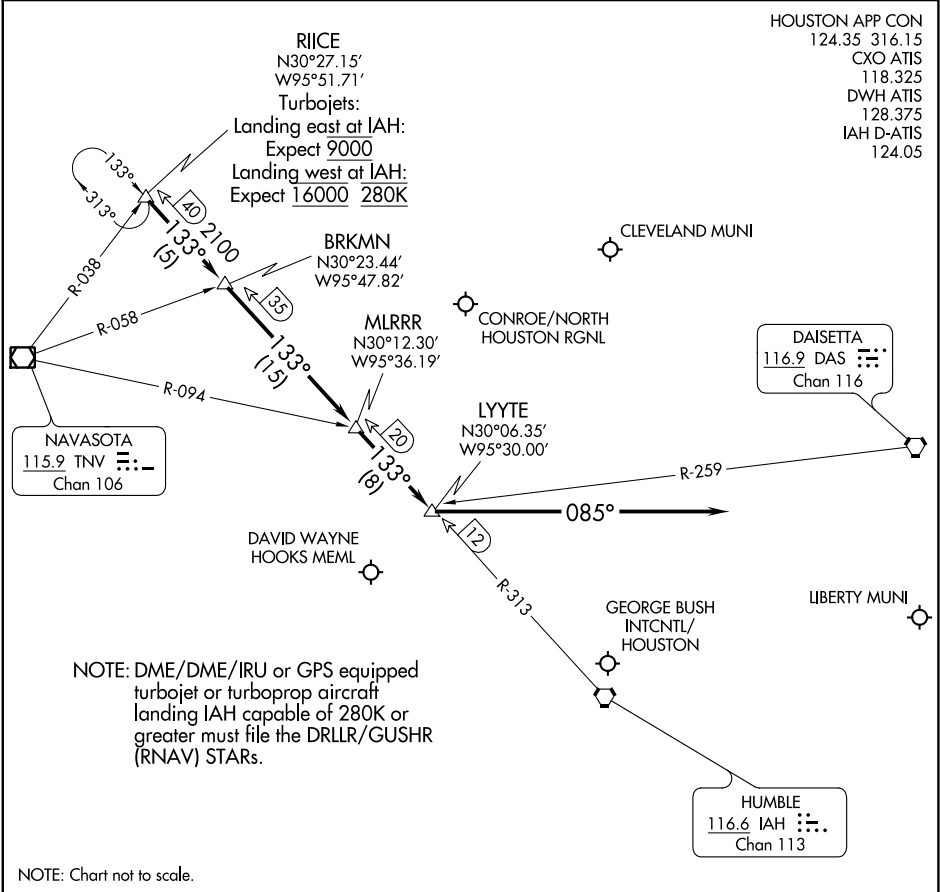 HOUSTON APP CON
124.35 316.15
CXO ATIS
118.325
DWH ATIS
128.375
IAH D-ATIS
124.05
RIICE
N30°27.15′
W95°51.71′
Turbojets:
Landing east at IAH:
Expect 9000
Landing west at IAH:
Expect 16000 280K
133°
313°
40
2100
133°
(5)
BRKMN
N30°23.44′
W95°47.82′
CLEVELAND MUNI
R-038
R-058
35
133°
(15)
CONROE/NORTH
HOUSTON RGNL
MLRRR
N30°12.30′
W95°36.19′
DAISETTA
116.9 DAS
Chan 116
R-094
NAVASOTA
115.9 TNV
Chan 106
20
133°
(8)
LYYTE
N30°06.35′
W95°30.00′
R-259
085°
12
DAVID WAYNE
HOOKS MEML
R-313
GEORGE BUSH
INTCNTL/
HOUSTON
LIBERTY MUNI
NOTE: DME/DME/IRU or GPS equipped
turbojet or turboprop aircraft
landing IAH capable of 280K or
greater must file the DRLLR/GUSHR
(RNAV) STARs.
HUMBLE
116.6 IAH
Chan 113
NOTE: Chart not to scale.